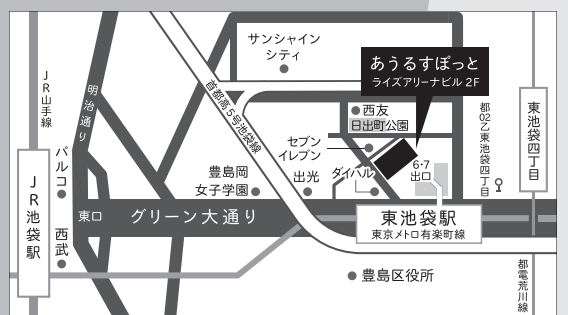 サンシャイン
シティ
あうるすぽっと
ライズアリーナビル 2F
JR山手線
明治通り
首都高5号池袋線
西友
日出町公園
都02乙東池袋四丁目
東池袋四丁目
セブン
イレブン
ダイハル
6・7
出口
パルコ
JR池袋駅
豊島岡
女子学園
出光
東口
グリーン大通り
東池袋駅
東京メトロ有楽町線
西武
豊島区役所
都電荒川線